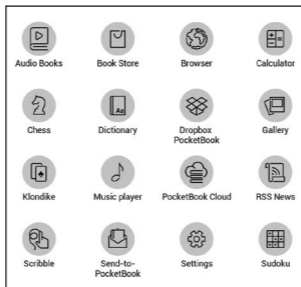 Audio Books Book Store Browser Calculator
Chess Dictionary Dropbox PocketBook Gallery
Klondike Music player PocketBook Cloud RSS News
Scribble Send-to-PocketBook Settings Sudoku